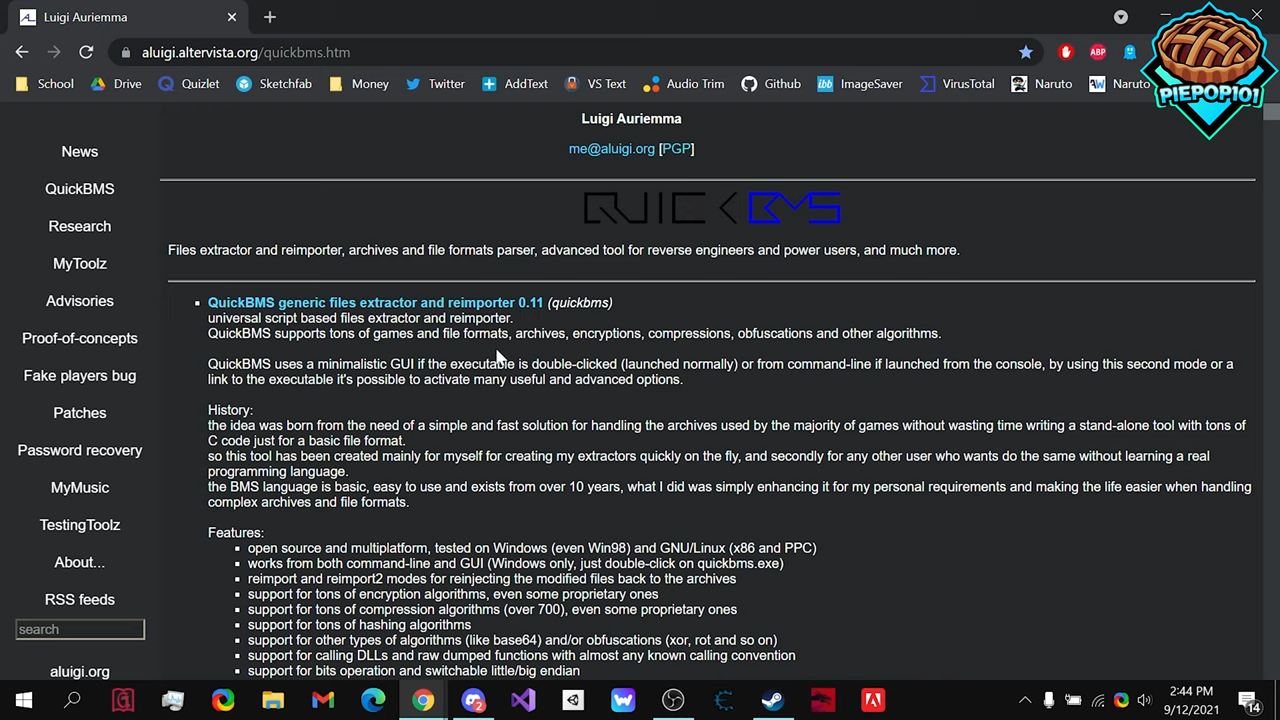 Luigi Auriemma
aluigi.altervista.org/quickbms.htm
School
Drive
Quizlet
Sketchfab
Money
Twitter
AddText
VS Text
Audio Trim
Github
ImageSaver
VirusTotal
Naruto
Naruto
ABP
PIEPOP101
Luigi Auriemma
me@aluigi.org [PGP]
QUICKBMS
Files extractor and reimporter, archives and file formats parser, advanced tool for reverse engineers and power users, and much more.
News
QuickBMS
Research
MyToolz
Advisories
Proof-of-concepts
Fake players bug
Patches
Password recovery
MyMusic
TestingToolz
About...
RSS feeds
search
aluigi.org
QuickBMS generic files extractor and reimporter 0.11 (quickbms)
universal script based files extractor and reimporter.
QuickBMS supports tons of games and file formats, archives, encryptions, compressions, obfuscations and other algorithms.
QuickBMS uses a minimalistic GUI if the executable is double-clicked (launched normally) or from command-line if launched from the console, by using this second mode or a
link to the executable it's possible to activate many useful and advanced options.
History:
the idea was born from the need of a simple and fast solution for handling the archives used by the majority of games without wasting time writing a stand-alone tool with tons of
C code just for a basic file format.
so this tool has been created mainly for myself for creating my extractors quickly on the fly, and secondly for any other user who wants do the same without learning a real
programming language.
the BMS language is basic, easy to use and exists from over 10 years, what I did was simply enhancing it for my personal requirements and making the life easier when handling
complex archives and file formats.
Features:
open source and multiplatform, tested on Windows (even Win98) and GNU/Linux (x86 and PPC)
works from both command-line and GUI (Windows only, just double-click on quickbms.exe)
reimport and reimport2 modes for reinjecting the modified files back to the archives
support for tons of encryption algorithms, even some proprietary ones
support for tons of compression algorithms (over 700), even some proprietary ones
support for tons of hashing algorithms
support for other types of algorithms (like base64) and/or obfuscations (xor, rot and so on)
support for calling DLLs and raw dumped functions with almost any known calling convention
support for bits operation and switchable little/big endian
2:44 PM
9/12/2021
14
2